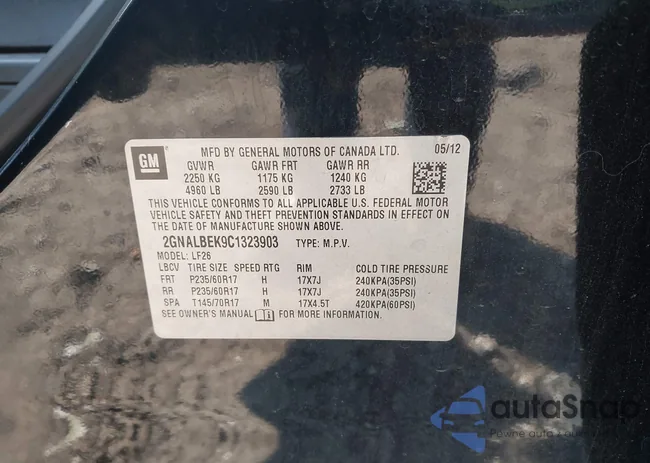 GM
MFD BY GENERAL MOTORS OF CANADA LTD. 05/12
GVWR GAWR FRT GAWR RR
2250 KG 1175 KG 1240 KG
4960 LB 2590 LB 2733 LB
THIS VEHICLE CONFORMS TO ALL APPLICABLE U.S. FEDERAL MOTOR
VEHICLE SAFETY AND THEFT PREVENTION STANDARDS IN EFFECT ON
THE DATE OF MANUFACTURE SHOWN ABOVE.
2GNALBEK9C1323903 TYPE: M.P.V.
MODEL: LF26
LBCV TIRE SIZE SPEED RTG RIM COLD TIRE PRESSURE
FRT P235/60R17 H 17X7J 240KPA(35PSI)
RR P235/60R17 H 17X7J 240KPA(35PSI)
SPA T145/70R17 M 17X4.5T 420KPA(60PSI)
SEE OWNER'S MANUAL FOR MORE INFORMATION.
autoSnap
Pewne auto